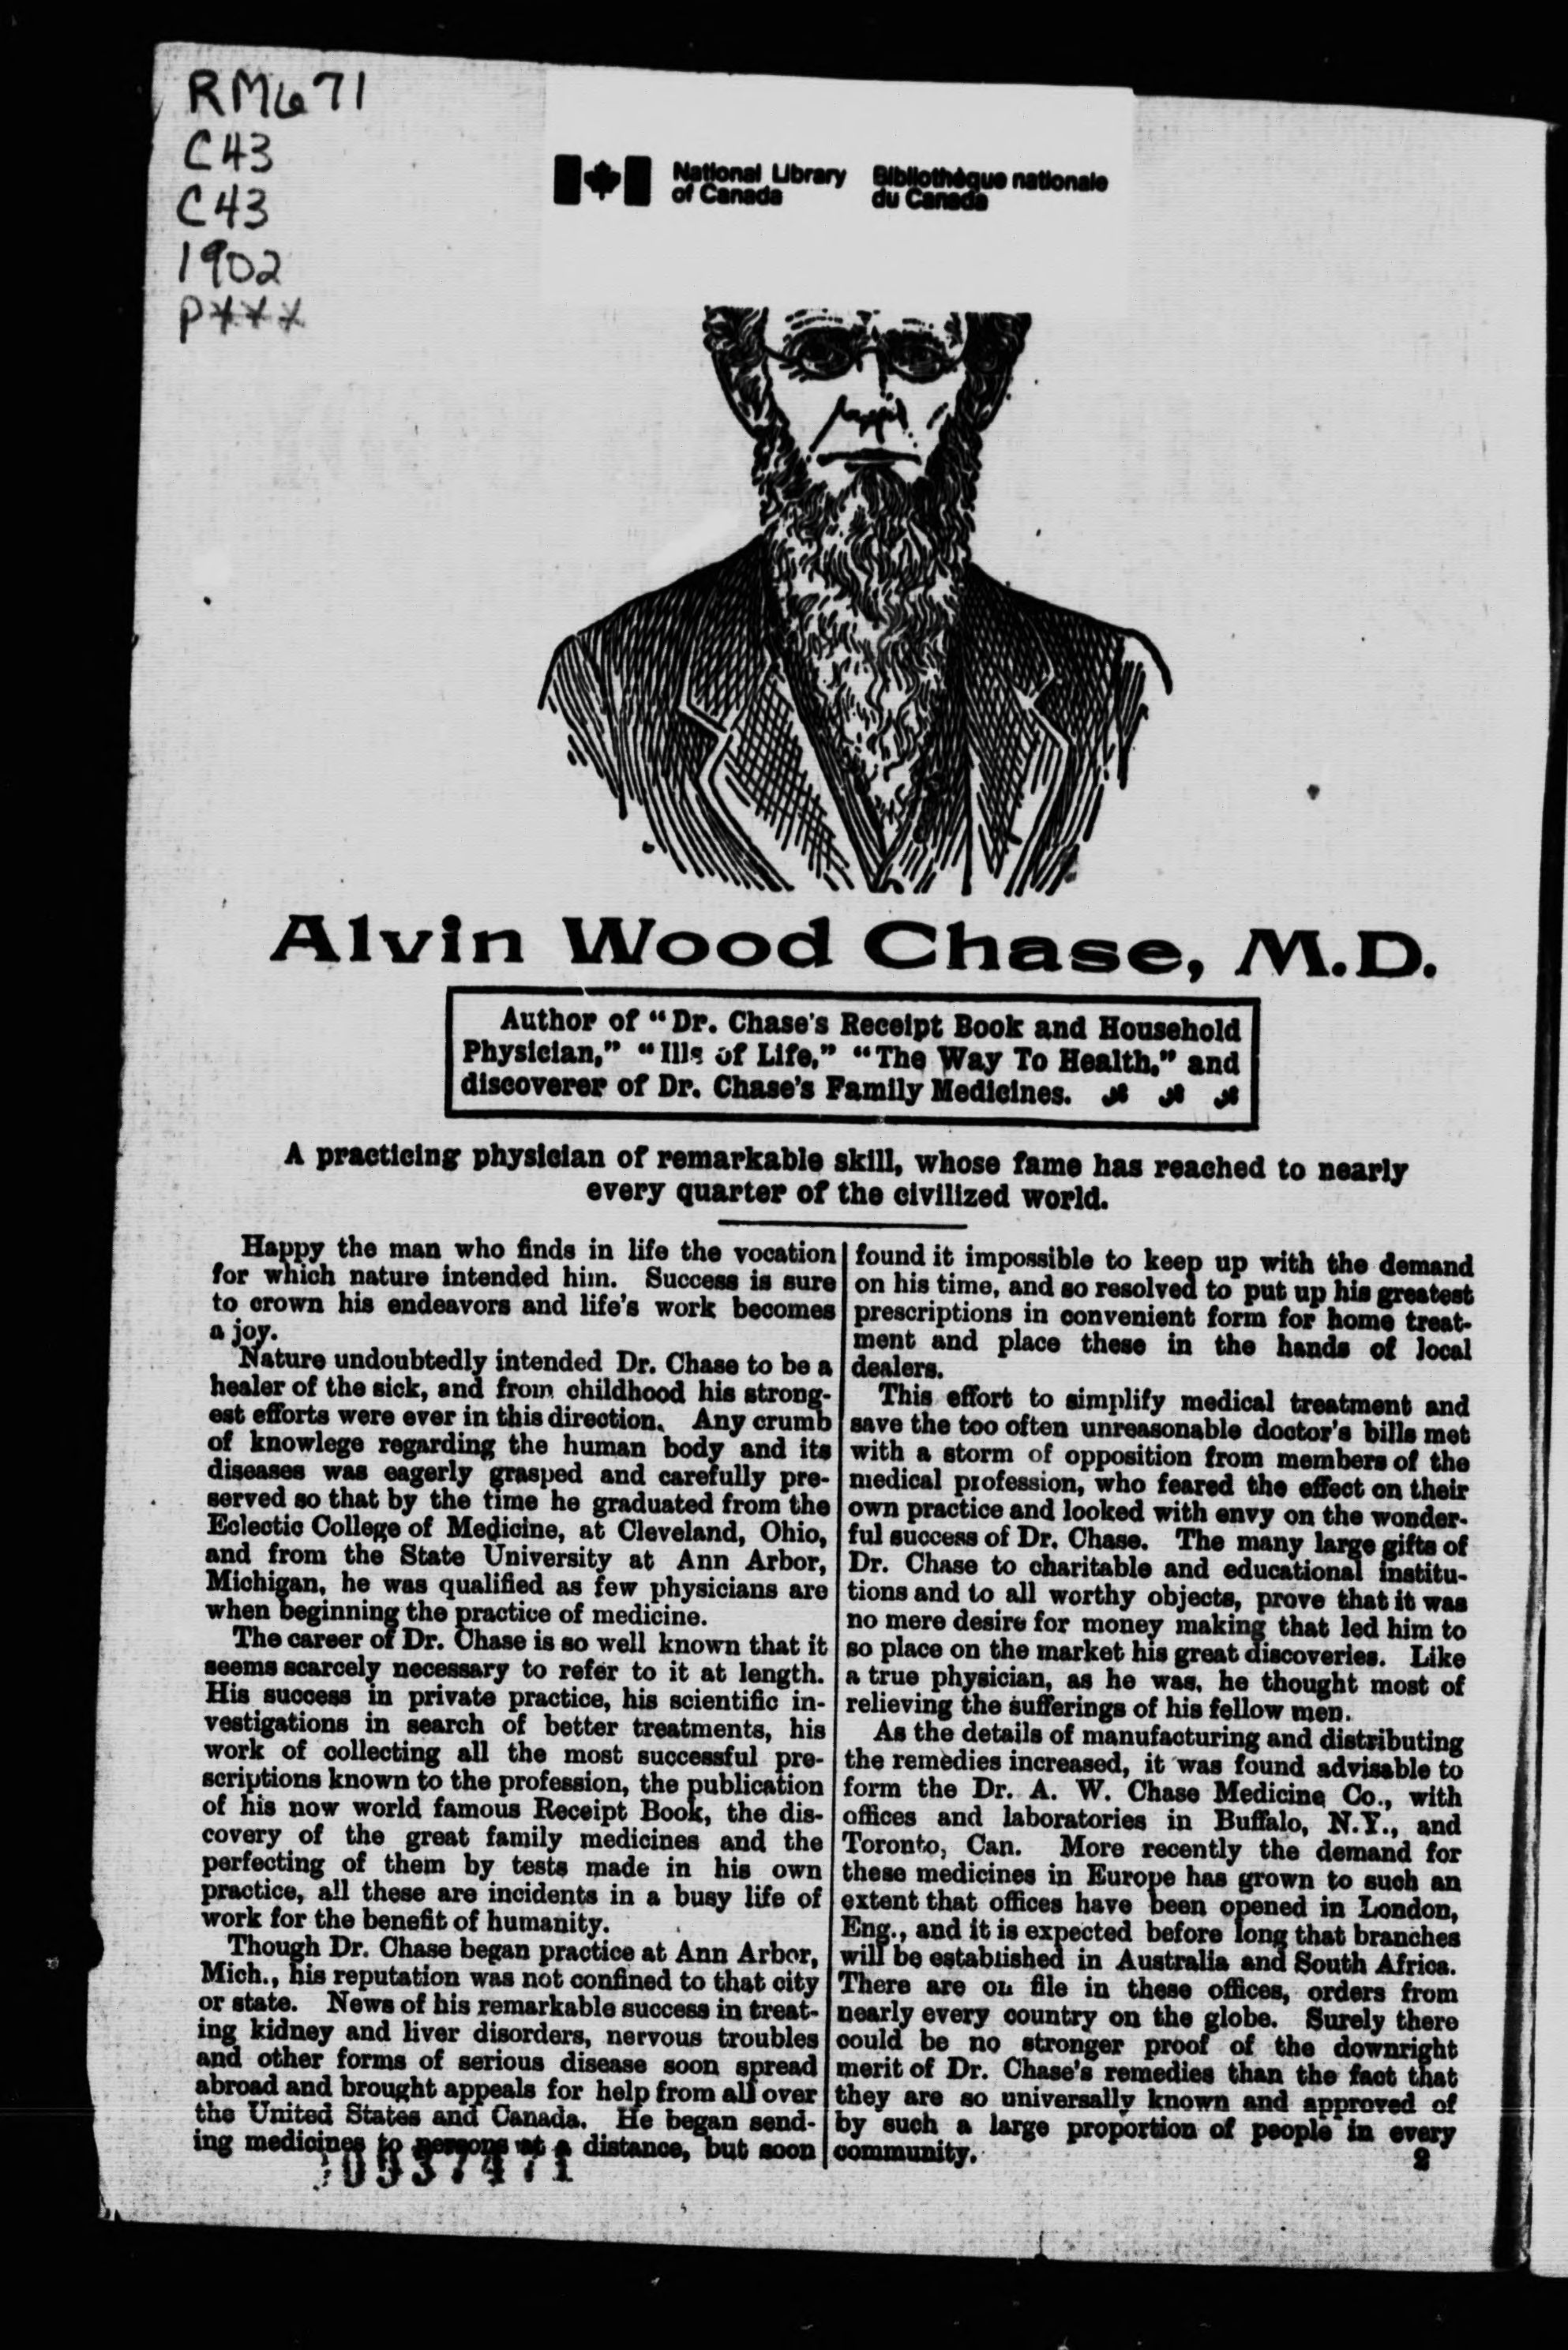 RM671
C43
C43
1902
P***
National Library
of Canada
Bibliothèque nationale
du Canada
Alvin Wood Chase, M.D.
Author of "Dr. Chase's Receipt Book and Household
Physician," "Ills of Life," "The Way To Health," and
discoverer of Dr. Chase's Family Medicines.
A practicing physician of remarkable skill, whose fame has reached to nearly
every quarter of the civilized world.
Happy the man who finds in life the vocation
for which nature intended him. Success is sure
to crown his endeavors and life's work becomes
a joy.
Nature undoubtedly intended Dr. Chase to be a
healer of the sick, and from childhood his strong-
est efforts were ever in this direction. Any crumb
of knowlege regarding the human body and its
diseases was eagerly grasped and carefully pre-
served so that by the time he graduated from the
Eclectic College of Medicine, at Cleveland, Ohio,
and from the State University at Ann Arbor,
Michigan, he was qualified as few physicians are
when beginning the practice of medicine.
The career of Dr. Chase is so well known that it
seems scarcely necessary to refer to it at length.
His success in private practice, his scientific in-
vestigations in search of better treatments, his
work of collecting all the most successful pre-
scriptions known to the profession, the publication
of his now world famous Receipt Book, the dis-
covery of the great family medicines and the
perfecting of them by tests made in his own
practice, all these are incidents in a busy life of
work for the benefit of humanity.
Though Dr. Chase began practice at Ann Arbor,
Mich., his reputation was not confined to that city
or state. News of his remarkable success in treat-
ing kidney and liver disorders, nervous troubles
and other forms of serious disease soon spread
abroad and brought appeals for help from all over
the United States and Canada. He began send-
ing medicines to persons at a distance, but soon
found it impossible to keep up with the demand
on his time, and so resolved to put up his greatest
prescriptions in convenient form for home treat-
ment and place these in the hands of local
dealers.
This effort to simplify medical treatment and
save the too often unreasonable doctor's bills met
with a storm of opposition from members of the
medical profession, who feared the effect on their
own practice and looked with envy on the wonder-
ful success of Dr. Chase. The many large gifts of
Dr. Chase to charitable and educational institu-
tions and to all worthy objects, prove that it was
no mere desire for money making that led him to
so place on the market his great discoveries. Like
a true physician, as he was, he thought most of
relieving the sufferings of his fellow men.
As the details of manufacturing and distributing
the remedies increased, it was found advisable to
form the Dr. A. W. Chase Medicine Co., with
offices and laboratories in Buffalo, N.Y., and
Toronto, Can. More recently the demand for
these medicines in Europe has grown to such an
extent that offices have been opened in London,
Eng., and it is expected before long that branches
will be established in Australia and South Africa.
There are on file in these offices, orders from
nearly every country on the globe. Surely there
could be no stronger proof of the downright
merit of Dr. Chase's remedies than the fact that
they are so universally known and approved of
by such a large proportion of people in every
community.
2